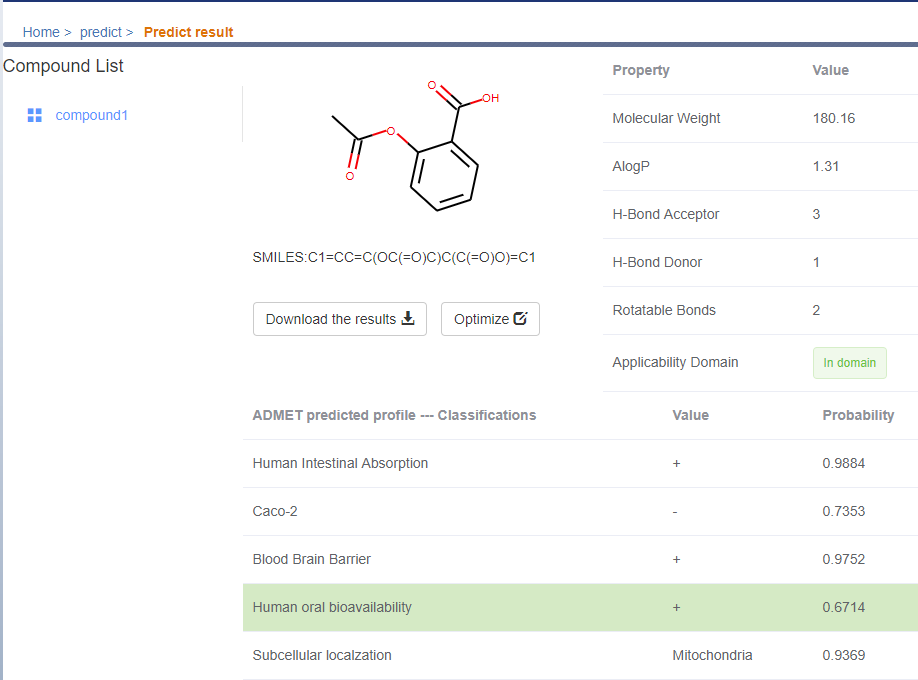 Home > predict > Predict result
Compound List
compound1
O
OH
O
O
SMILES:C1=CC=C(OC(=O)C)C(C(=O)O)=C1
Download the results
Optimize
Property Value
Molecular Weight 180.16
AlogP 1.31
H-Bond Acceptor 3
H-Bond Donor 1
Rotatable Bonds 2
Applicability Domain In domain
ADMET predicted profile --- Classifications Value Probability
Human Intestinal Absorption + 0.9884
Caco-2 - 0.7353
Blood Brain Barrier + 0.9752
Human oral bioavailability + 0.6714
Subcellular localzation Mitochondria 0.9369